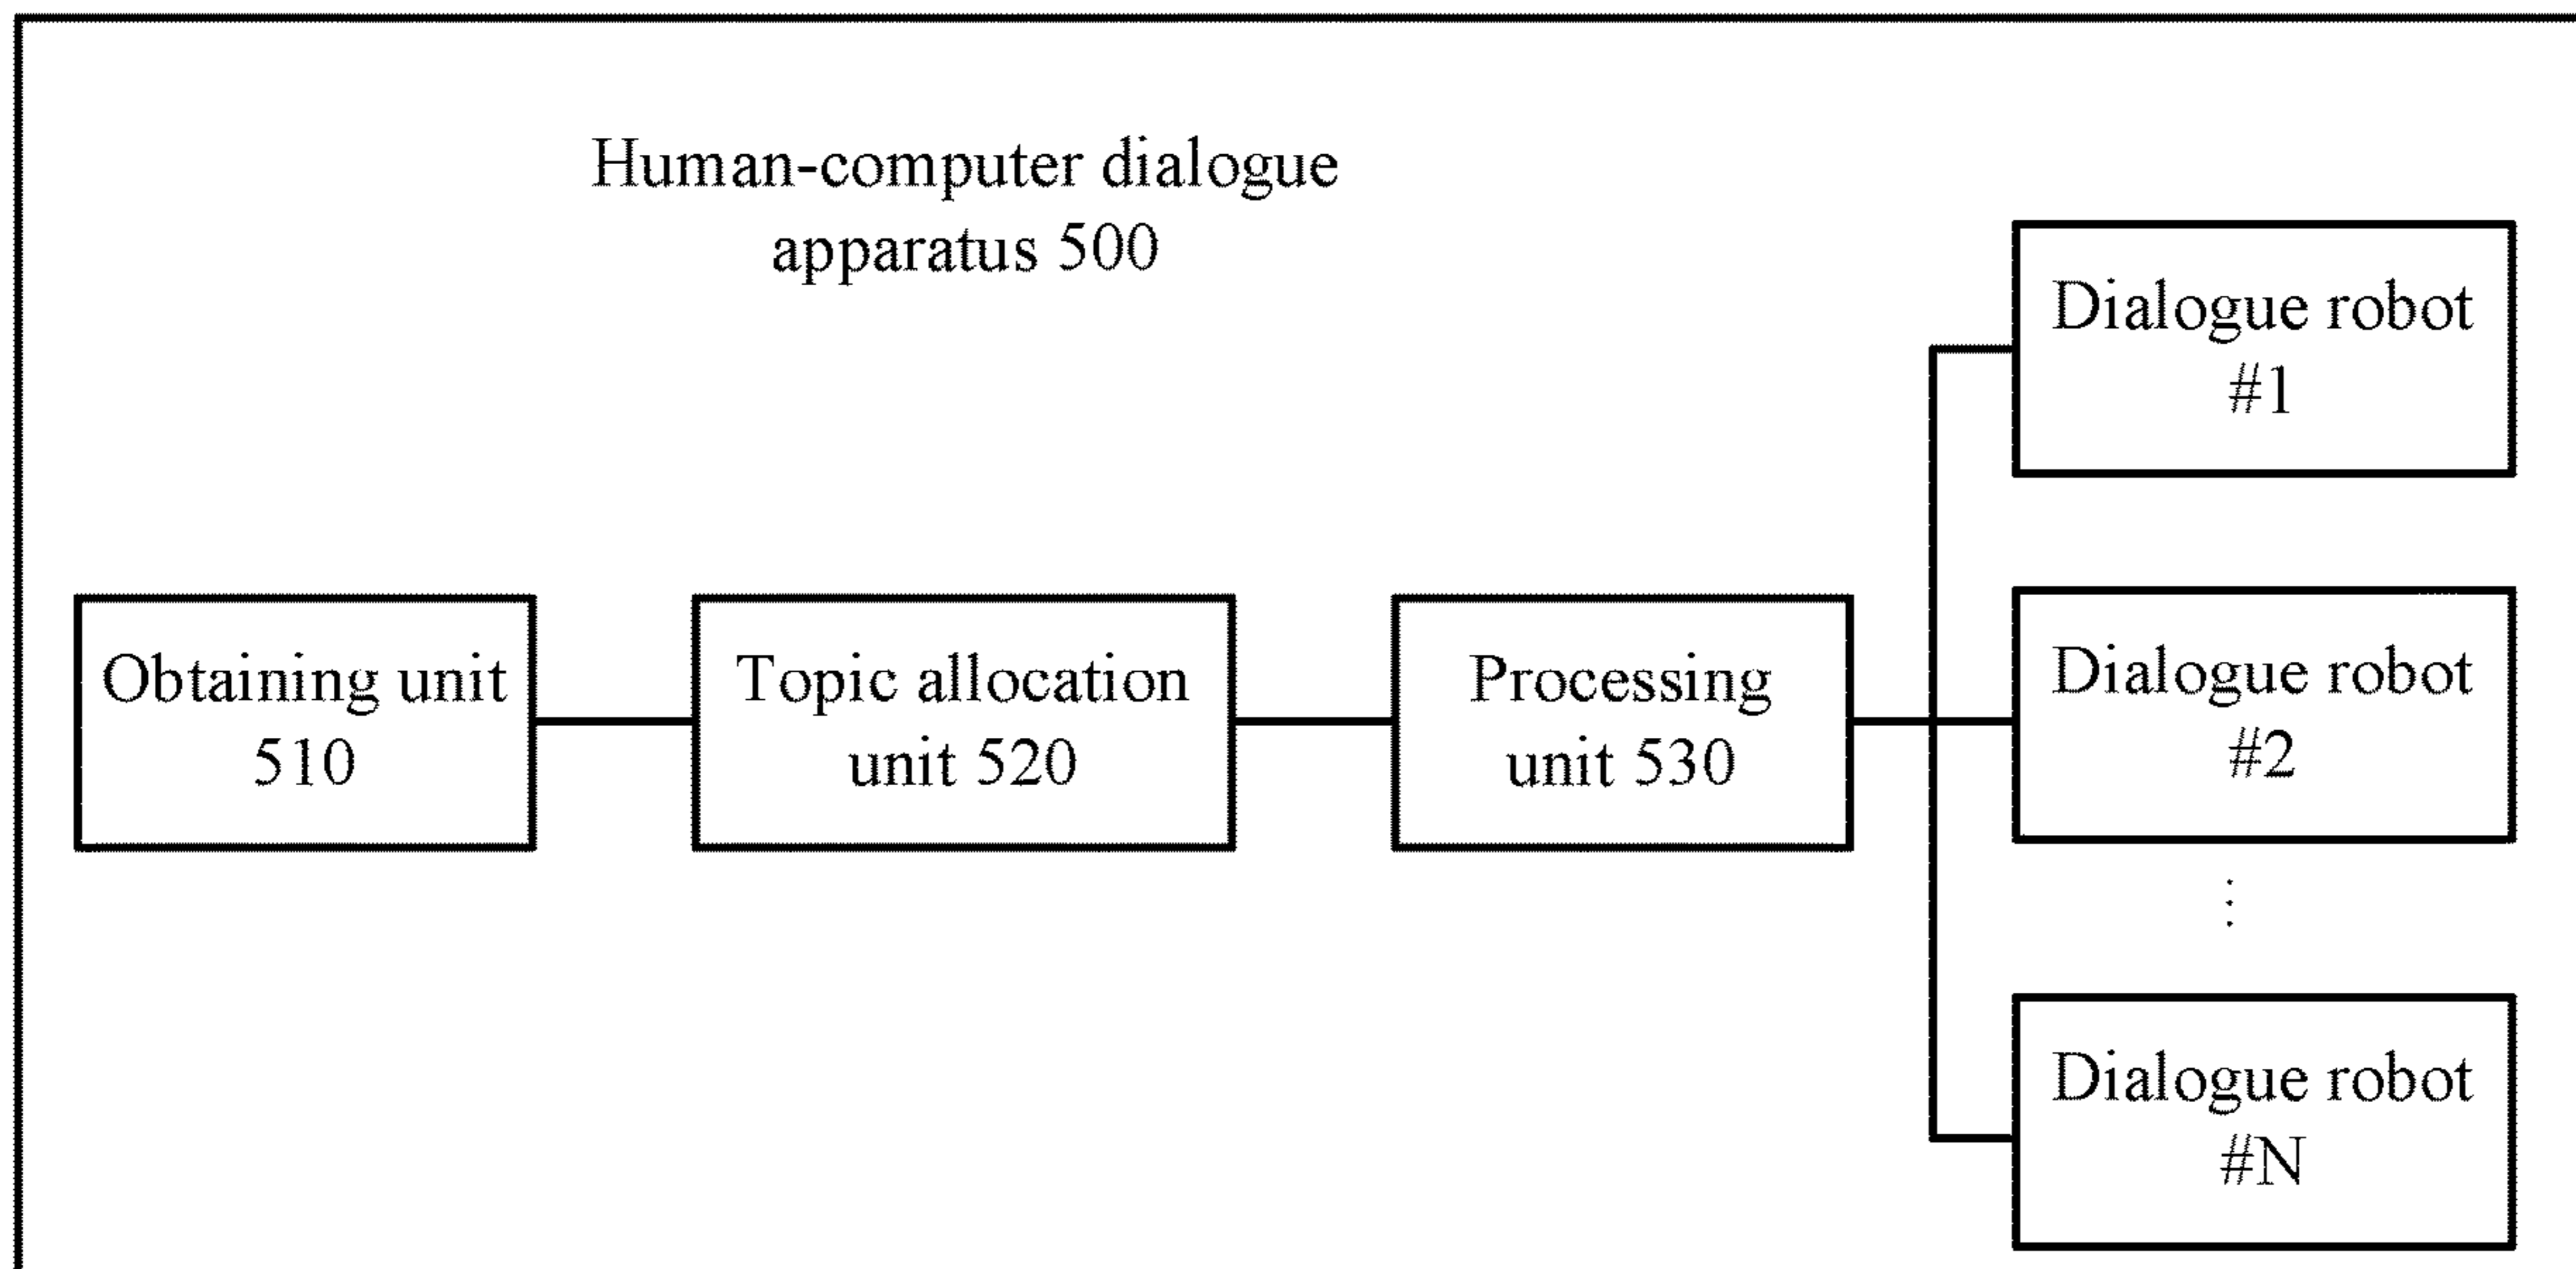 Human-computer dialogue
apparatus 500
Obtaining unit
510
Topic allocation
unit 520
Processing
unit 530
Dialogue robot
#1
Dialogue robot
#2
⋮
Dialogue robot
#N